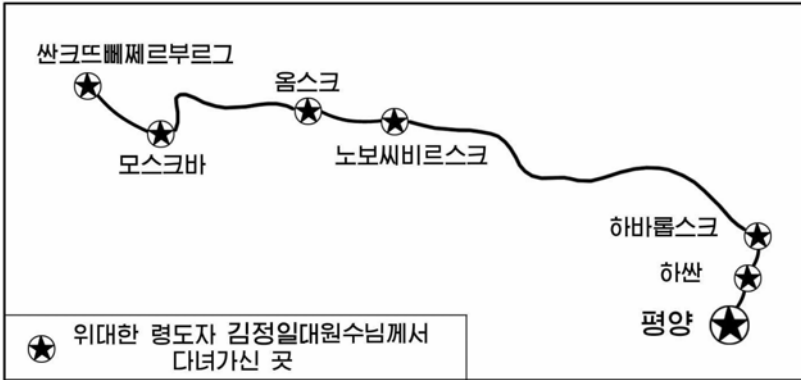 싼크뜨뻬쩨르부르그
옴스크
모스크바
노보씨비르스크
하바롭스크
하싼
평양
위대한 령도자 김정일대원수님께서
다녀가신 곳